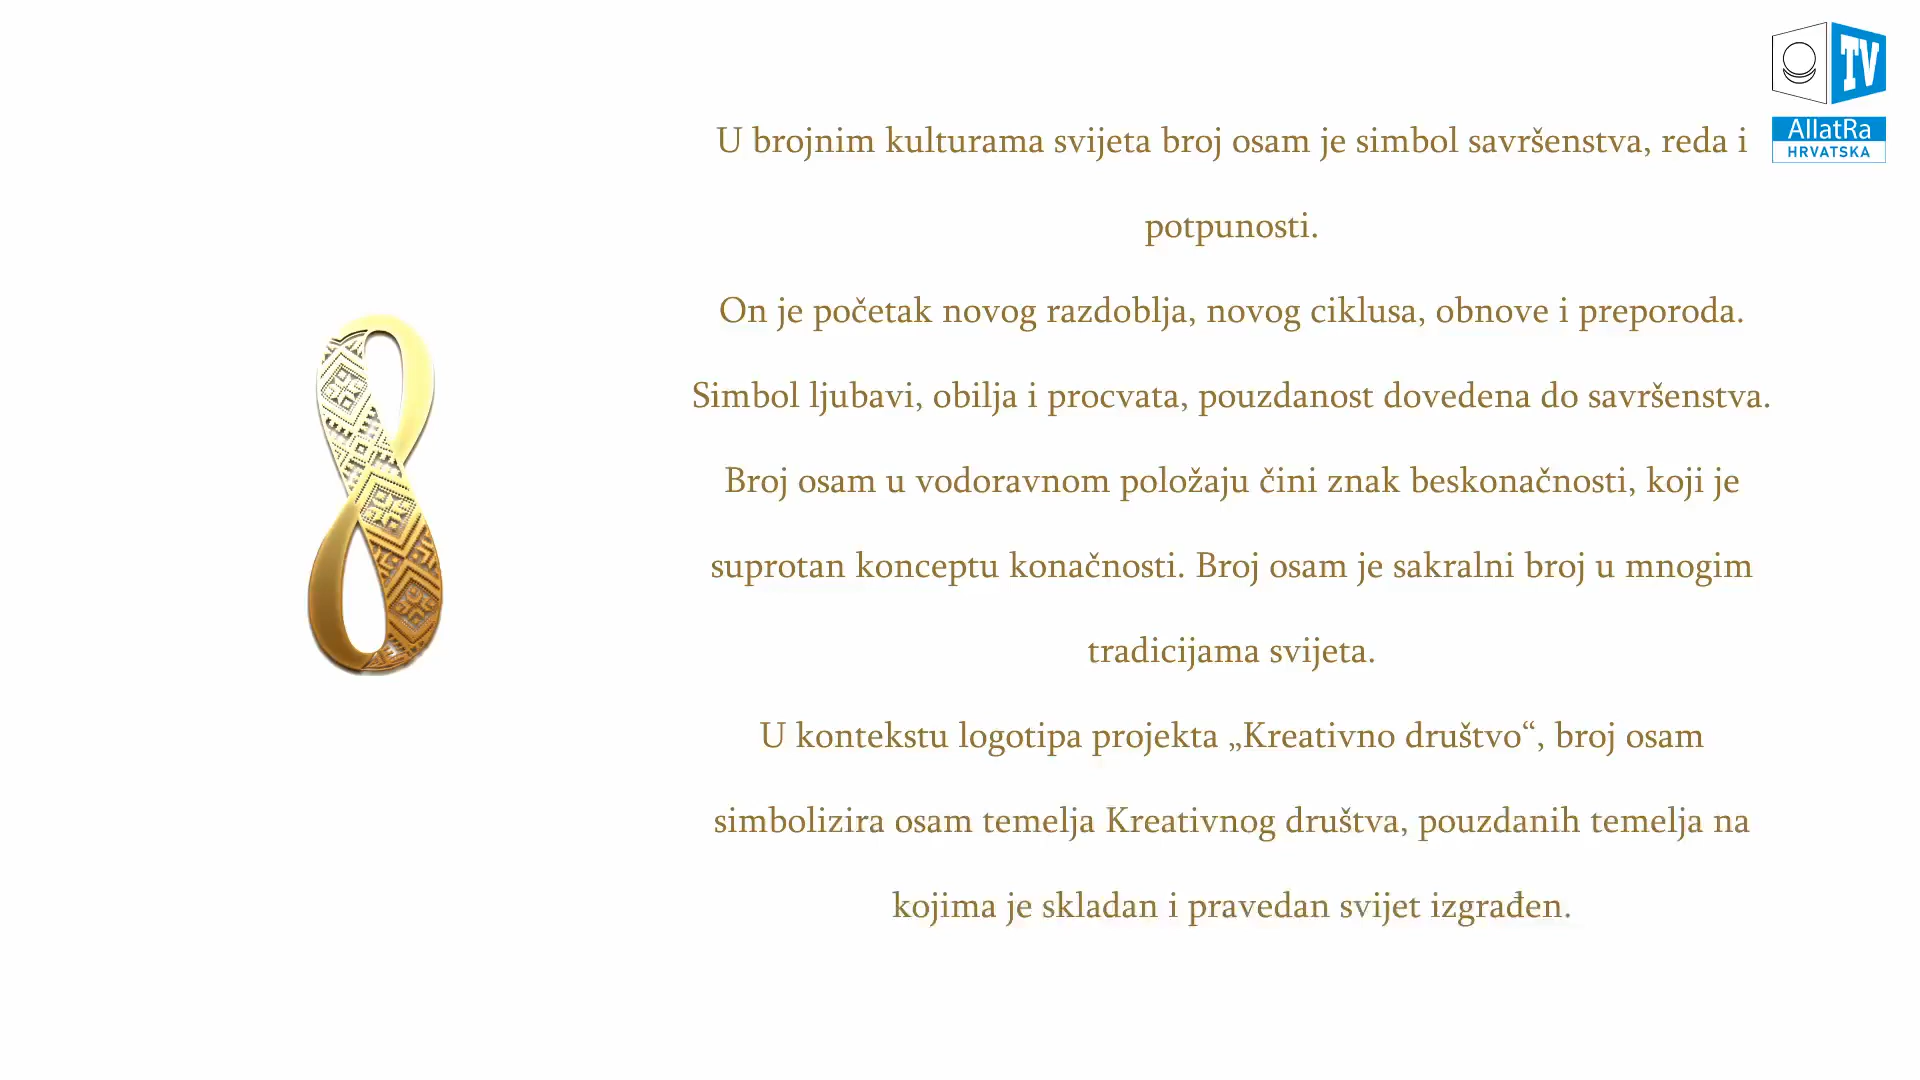 TV
AllatRa
HRVATSKA
U brojnim kulturama svijeta broj osam je simbol savršenstva, reda i
potpunosti.
On je početak novog razdoblja, novog ciklusa, obnove i preporoda.
Simbol ljubavi, obilja i procvata, pouzdanost dovedena do savršenstva.
Broj osam u vodoravnom položaju čini znak beskonačnosti, koji je
suprotan konceptu konačnosti. Broj osam je sakralni broj u mnogim
tradicijama svijeta.
U kontekstu logotipa projekta „Kreativno društvo“, broj osam
simbolizira osam temelja Kreativnog društva, pouzdanih temelja na
kojima je skladan i pravedan svijet izgrađen.